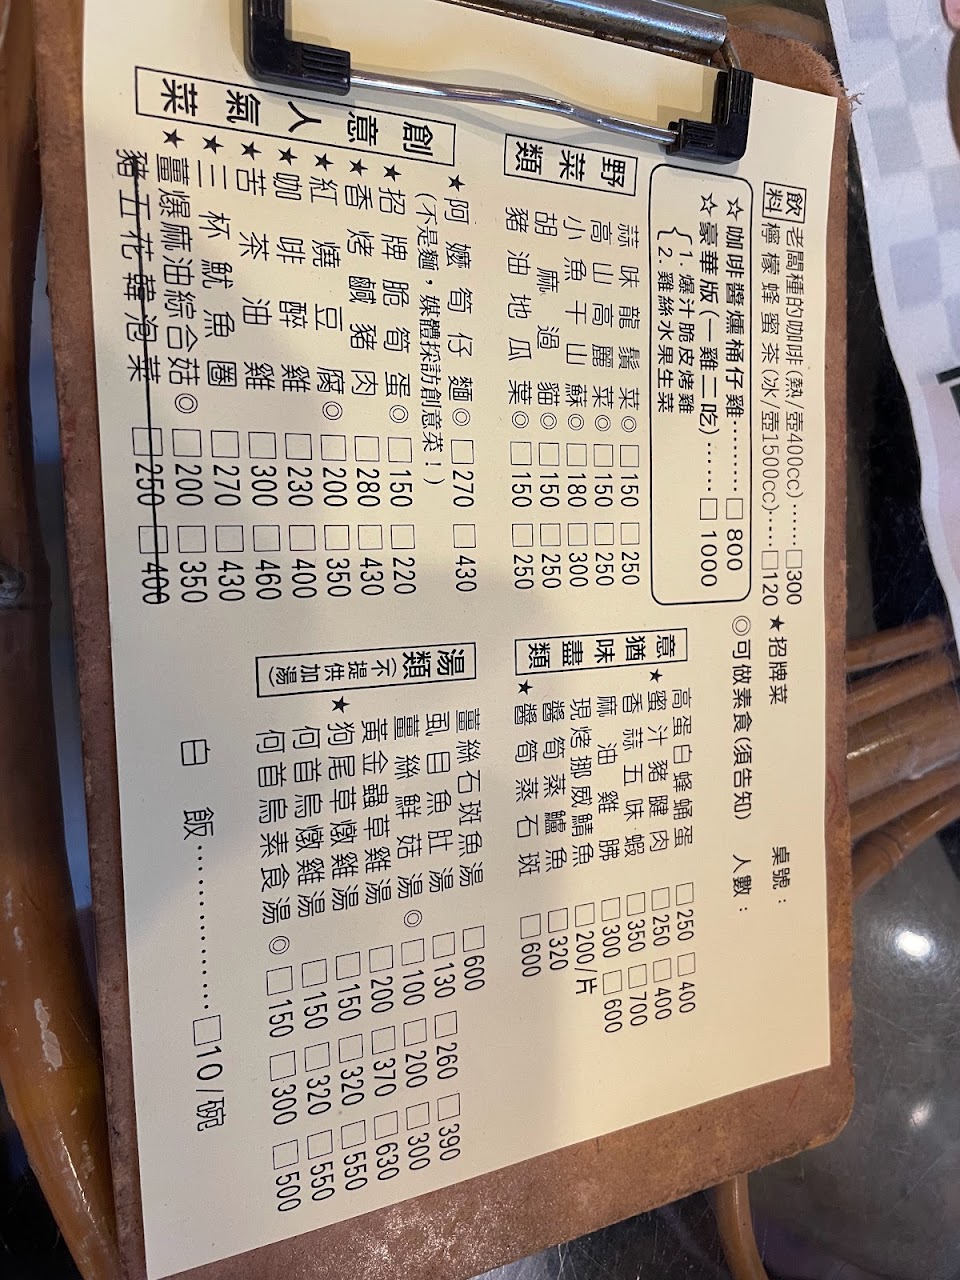 飲料
老闆種的咖啡(熱/壺400cc)......□300
檸檬蜂蜜茶(冰/壺1500cc)....□120
★招牌菜
◎可做素食(須告知)
桌號：
人數：
☆咖啡醬燻桶仔雞........□800
☆豪華版(一雞二吃)......□1000
1.爆汁脆皮烤雞
2.雞絲水果生菜
野菜類
蒜味龍鬚菜◎□150□250
高山高麗菜◎□150□250
小魚干山蘇◎□180□300
胡麻過貓◎□150□250
豬油地瓜葉◎□150□250
創意人氣菜
★阿嬤筍仔麵◎□270□430
(不是麵，媒體採訪創意菜！)
★招牌脆筍蛋◎□150□220
★香烤鹹豬肉□280□430
★紅燒豆腐◎□200□350
★咖啡醉雞□230□400
★苦茶油雞□300□460
★三杯魷魚圈□270□430
★薑爆麻油綜合菇◎□200□350
豬五花韓泡菜□250□400
意猶味盡類
高蛋白蜂蛹蛋□250□400
★蜜汁豬腱肉□250□400
香蒜五味蝦□350□700
麻油□300□600
現烤挪威鯖魚□200/片
醬筍蒸鱸魚□320
★醬筍蒸石斑□600
湯類(不提供加湯)
薑絲石斑魚湯□600
虱目魚肚湯□130□260□390
薑絲鮮菇湯◎□100□200□300
黃金蟲草雞湯□200□370□630
★狗尾草燉雞湯□150□320□550
何首烏燉雞湯□150□320□550
何首烏素食湯◎□150□300□500
白飯...............□10/碗